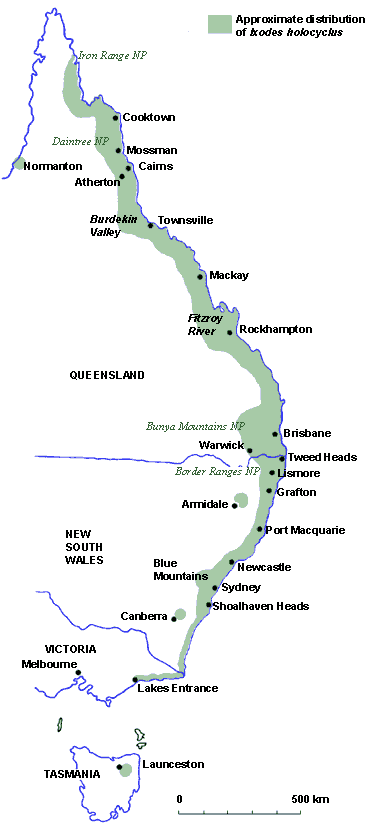 Approximate distribution
of Ixodes holocyclus
Iron Range NP
Cooktown
Daintree NP
Mossman
Normanton
Cairns
Atherton
Burdekin
Valley
Townsville
Mackay
Fitzroy
River
Rockhampton
QUEENSLAND
Bunya Mountains NP
Brisbane
Warwick
Tweed Heads
Border Ranges NP
Lismore
Grafton
Armidale
Port Macquarie
NEW
SOUTH
WALES
Blue
Mountains
Newcastle
Sydney
Shoalhaven Heads
Canberra
VICTORIA
Melbourne
Lakes Entrance
Launceston
TASMANIA
0
500 km